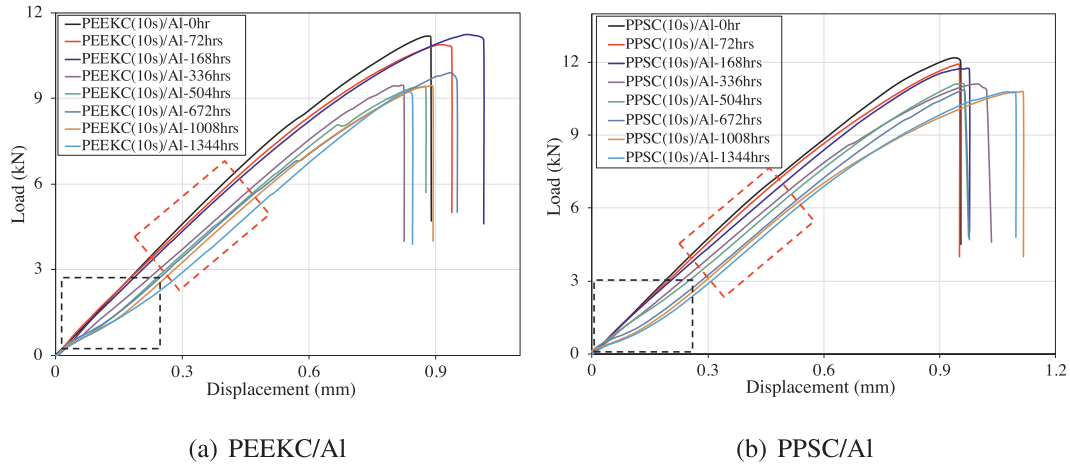 12
9
6
3
0
Load (kN)
PEEKC(10s)/Al-0hr
PEEKC(10s)/Al-72hrs
PEEKC(10s)/Al-168hrs
PEEKC(10s)/Al-336hrs
PEEKC(10s)/Al-504hrs
PEEKC(10s)/Al-672hrs
PEEKC(10s)/Al-1008hrs
PEEKC(10s)/Al-1344hrs
0 0.3 0.6 0.9
Displacement (mm)
(a) PEEKC/Al
12
9
6
3
0
Load (kN)
PPSC(10s)/Al-0hr
PPSC(10s)/Al-72hrs
PPSC(10s)/Al-168hrs
PPSC(10s)/Al-336hrs
PPSC(10s)/Al-504hrs
PPSC(10s)/Al-672hrs
PPSC(10s)/Al-1008hrs
PPSC(10s)/Al-1344hrs
0 0.3 0.6 0.9 1.2
Displacement (mm)
(b) PPSC/Al